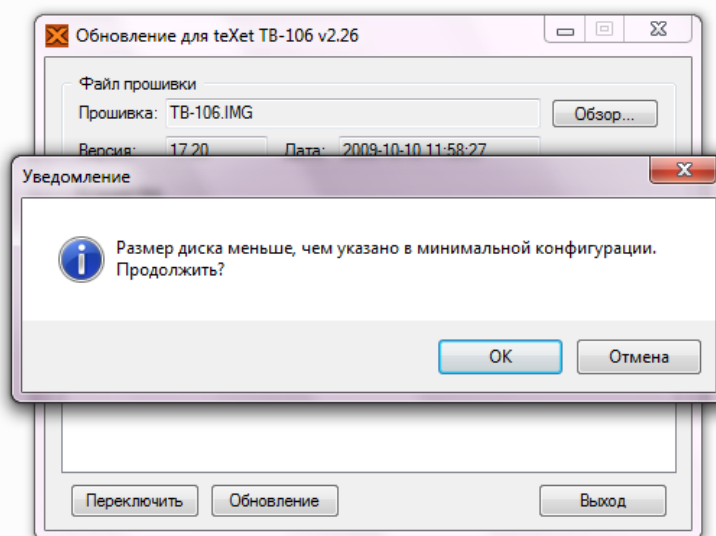 Обновление для teXet TB-106 v2.26
Файл прошивки
Прошивка: TB-106.IMG Обзор...
Версия: 17.20 Дата: 2009-10-10 11:58:27
Уведомление
Размер диска меньше, чем указано в минимальной конфигурации.
Продолжить?
OK Отмена
Переключить Обновление Выход